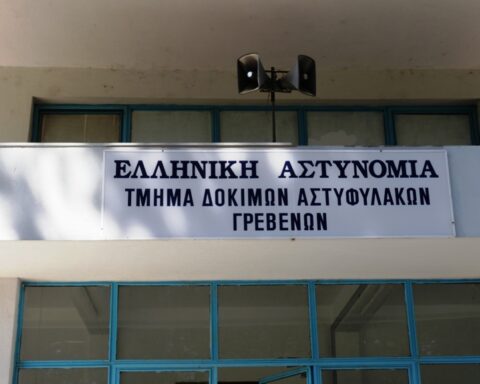 ΕΛΛΗΝΙΚΗ ΑΣΤΥΝΟΜΙΑ
ΤΜΗΜΑ ΔΟΚΙΜΩΝ ΑΣΤΥΦΥΛΑΚΩΝ
ΓΡΕΒΕΝΩΝ